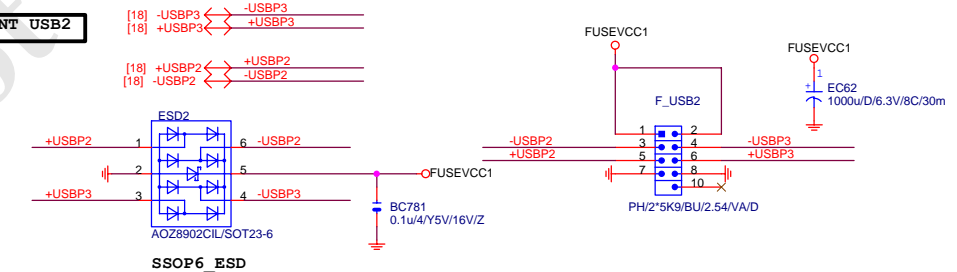 NT USB2
[18] -USBP3 -USBP3
[18] +USBP3 +USBP3
[18] +USBP2 +USBP2
[18] -USBP2 -USBP2
ESD2
+USBP2 1 6 -USBP2
2 5 FUSEVCC1
+USBP3 3 4 -USBP3
AOZ8902CIL/SOT23-6
SSOP6_ESD
BC781
0.1u/4/Y5V/16V/Z
FUSEVCC1
F_USB2
1 2
-USBP2 3 4 -USBP3
+USBP2 5 6 +USBP3
7 8
10
PH/2*5K9/BU/2.54/VA/D
FUSEVCC1
1
+ EC62
1000u/D/6.3V/8C/30m